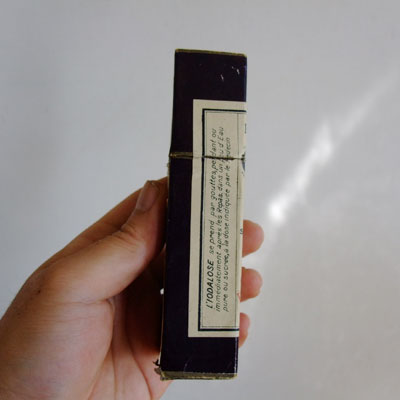 L'IODALOSE se prend par gouttes, pendant ou
immédiatement après les Repas, dans un peu d'Eau
pure ou sucrée, à la dose indiquée par le Médecin